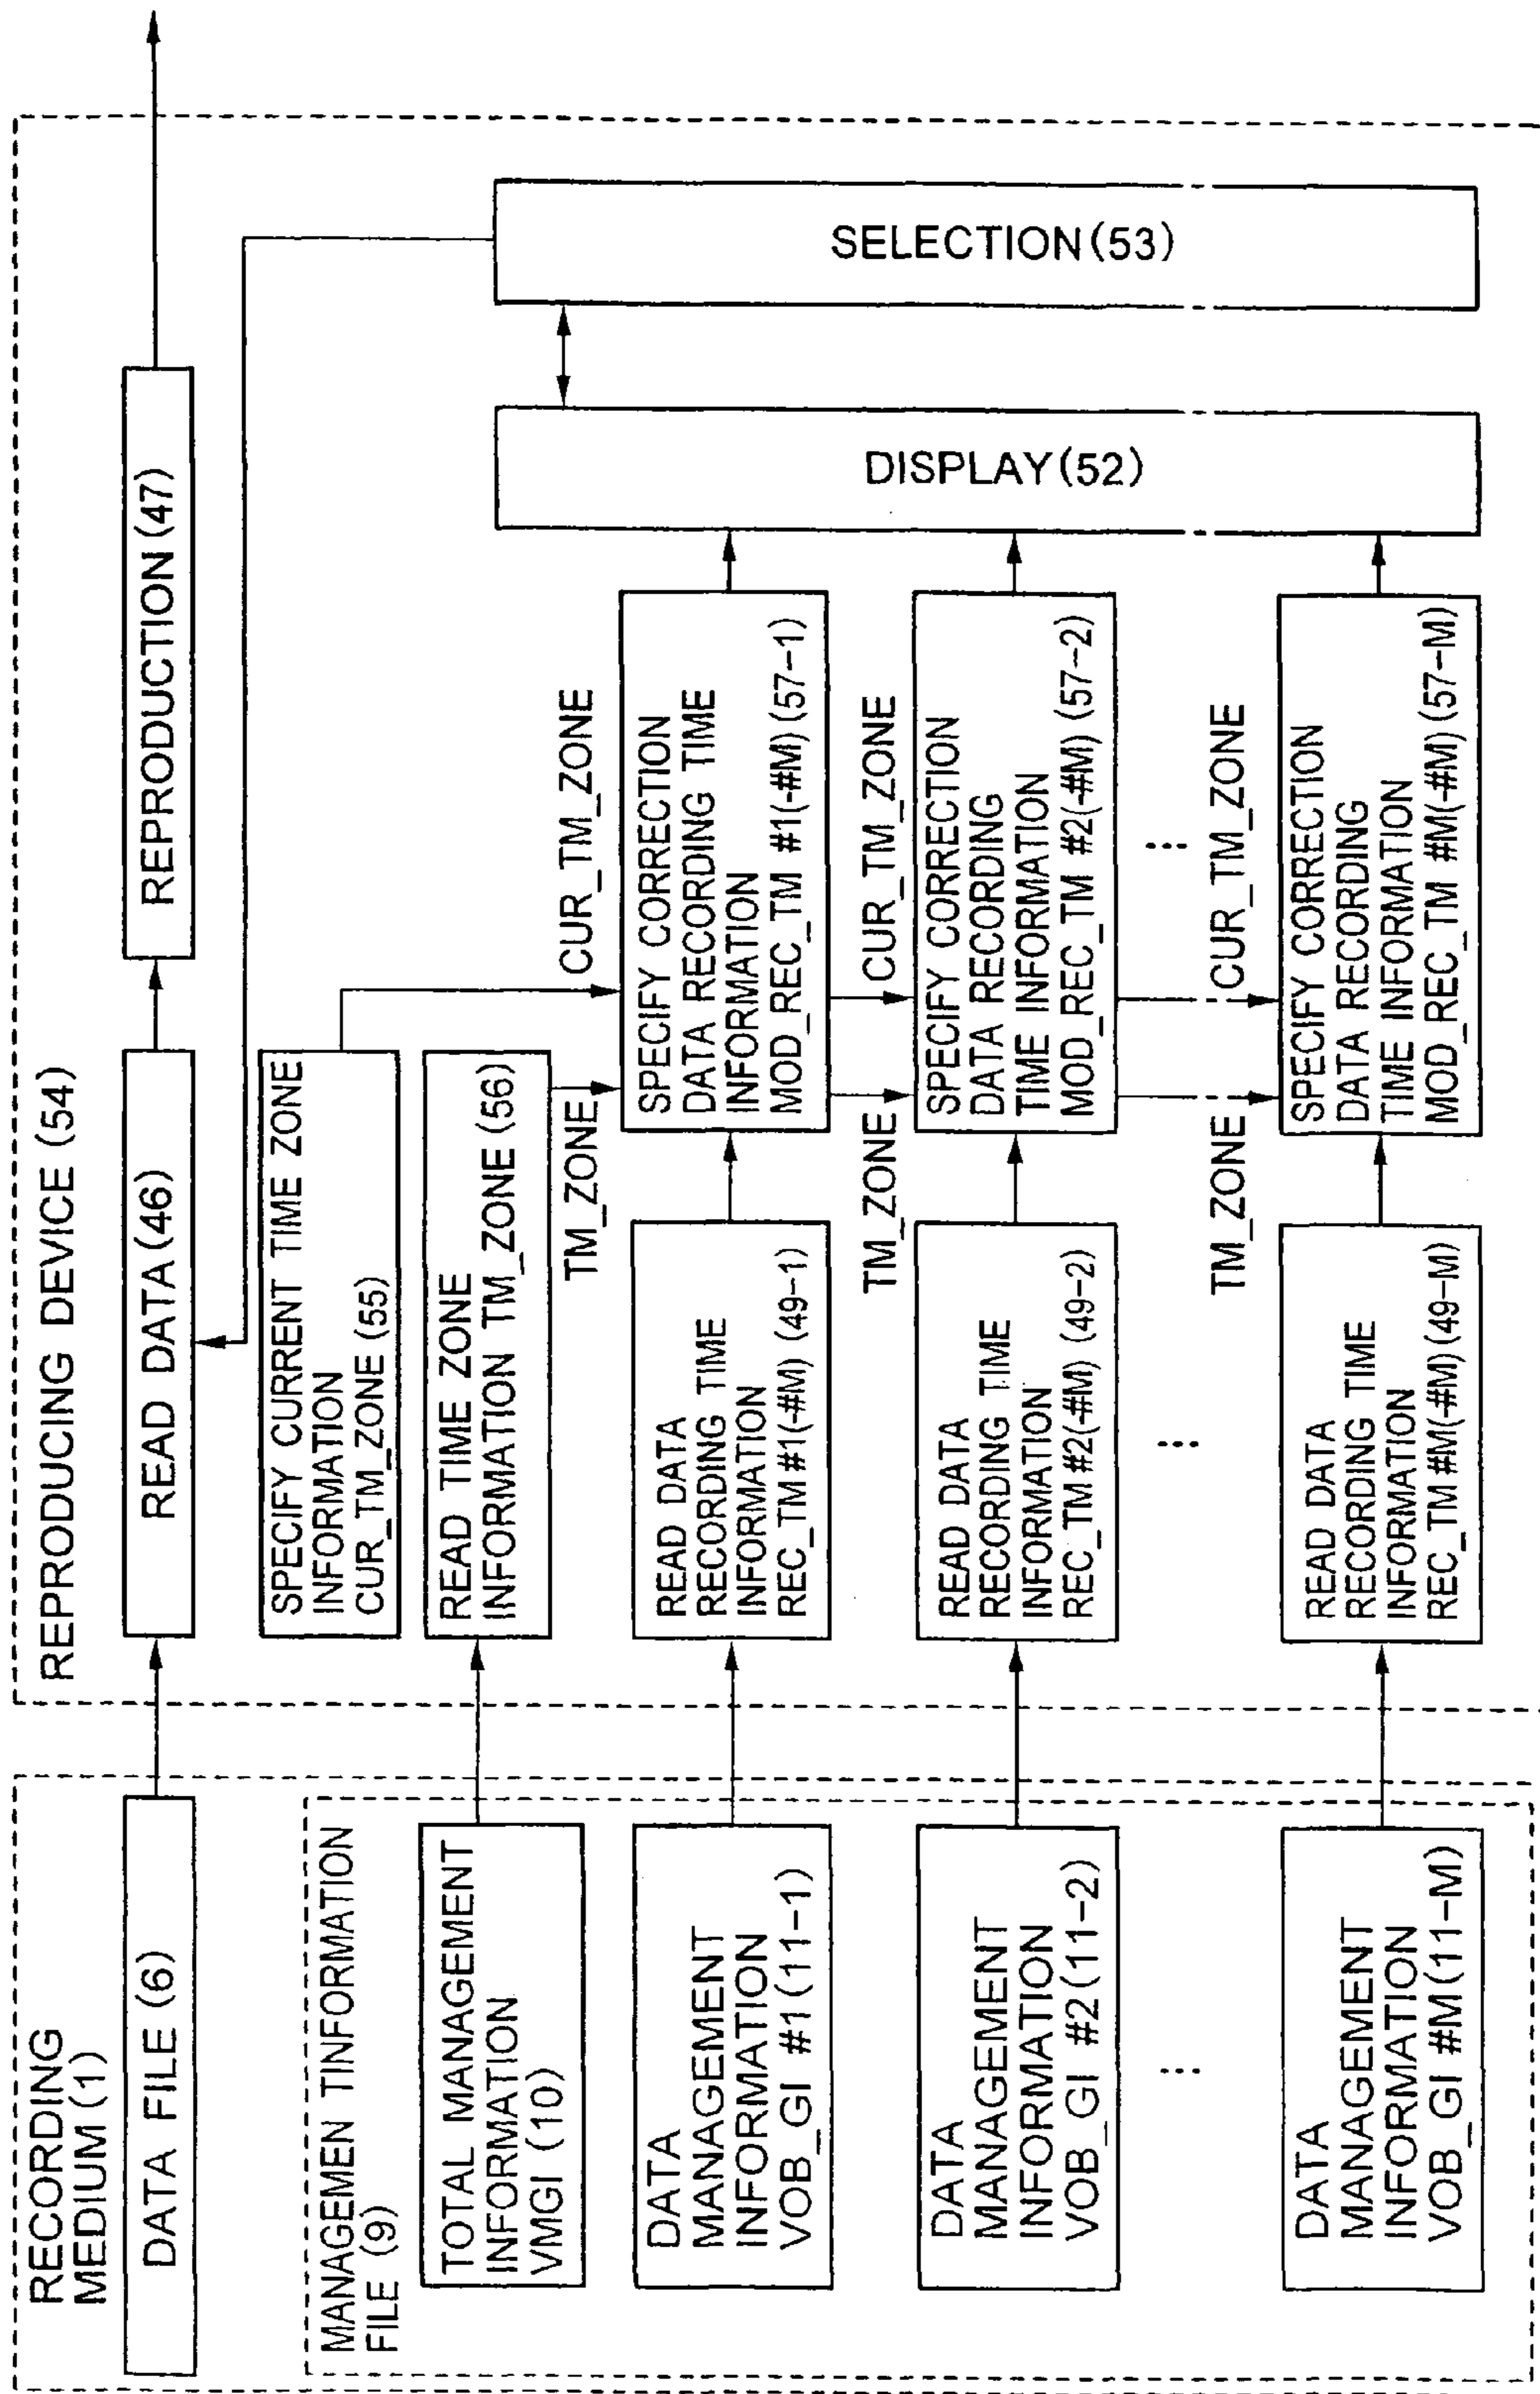 RECORDING
MEDIUM (1)
DATA FILE (6)
MANAGEMEN TINFORMATION
FILE (9)
TOTAL MANAGEMENT
INFORMATION
VMGI (10)
DATA
MANAGEMENT
INFORMATION
VOB_GI #1 (11-1)
DATA
MANAGEMENT
INFORMATION
VOB_GI #2 (11-2)
...
DATA
MANAGEMENT
INFORMATION
VOB_GI #M (11-M)
REPRODUCING DEVICE (54)
READ DATA (46)
REPRODUCTION (47)
SPECIFY CURRENT TIME ZONE
INFORMATION
CUR_TM_ZONE (55)
READ TIME ZONE
INFORMATION TM_ZONE (56)
TM_ZONE
CUR_TM_ZONE
READ DATA
RECORDING TIME
INFORMATION
REC_TM #1(-#M) (49-1)
SPECIFY CORRECTION
DATA RECORDING TIME
INFORMATION
MOD_REC_TM #1(-#M) (57-1)
TM_ZONE
CUR_TM_ZONE
READ DATA
RECORDING TIME
INFORMATION
REC_TM #2(-#M) (49-2)
SPECIFY CORRECTION
DATA RECORDING
TIME INFORMATION
MOD_REC_TM #2(-#M) (57-2)
...
...
TM_ZONE
CUR_TM_ZONE
READ DATA
RECORDING TIME
INFORMATION
REC_TM #M(-#M) (49-M)
SPECIFY CORRECTION
DATA RECORDING
TIME INFORMATION
MOD_REC_TM #M(-#M) (57-M)
DISPLAY (52)
SELECTION (53)